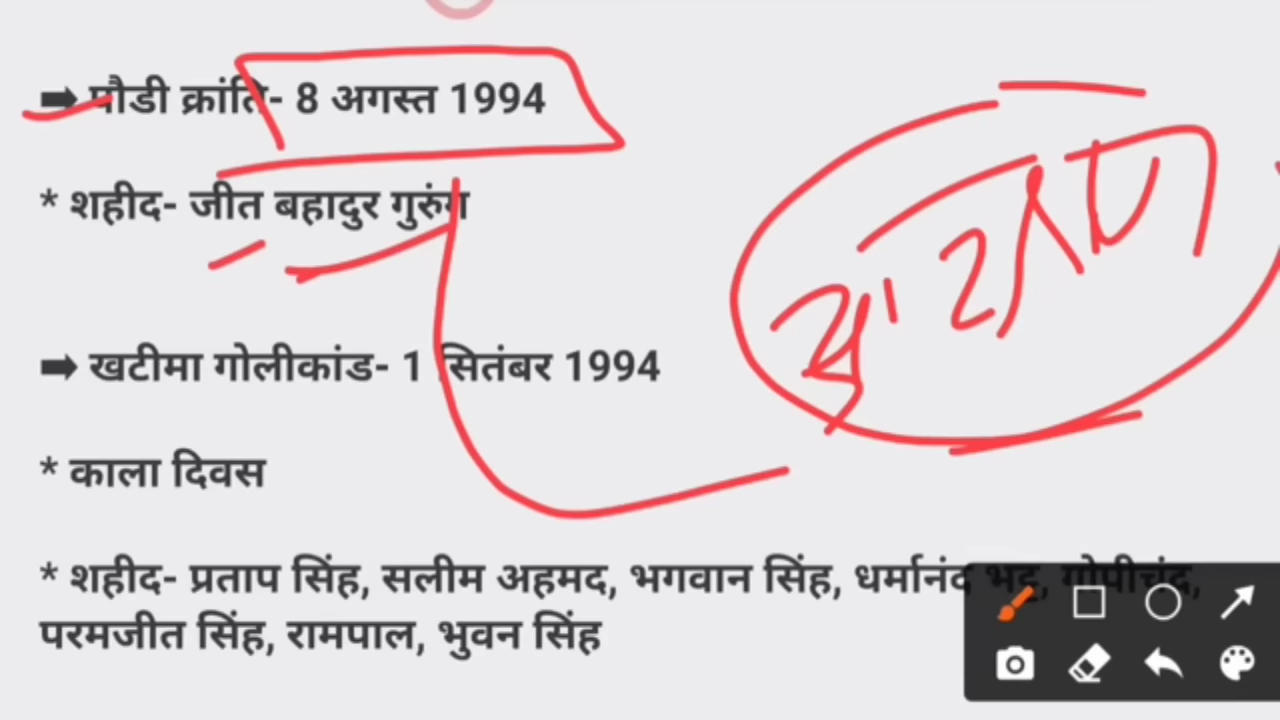 ➡ पौडी क्रांति- 8 अगस्त 1994
* शहीद- जीत बहादुर गुरुंग
➡ खटीमा गोलीकांड- 1 सितंबर 1994
* काला दिवस
* शहीद- प्रताप सिंह, सलीम अहमद, भगवान सिंह, धर्मानंद भट्ट, गोपीचंद,
परमजीत सिंह, रामपाल, भुवन सिंह